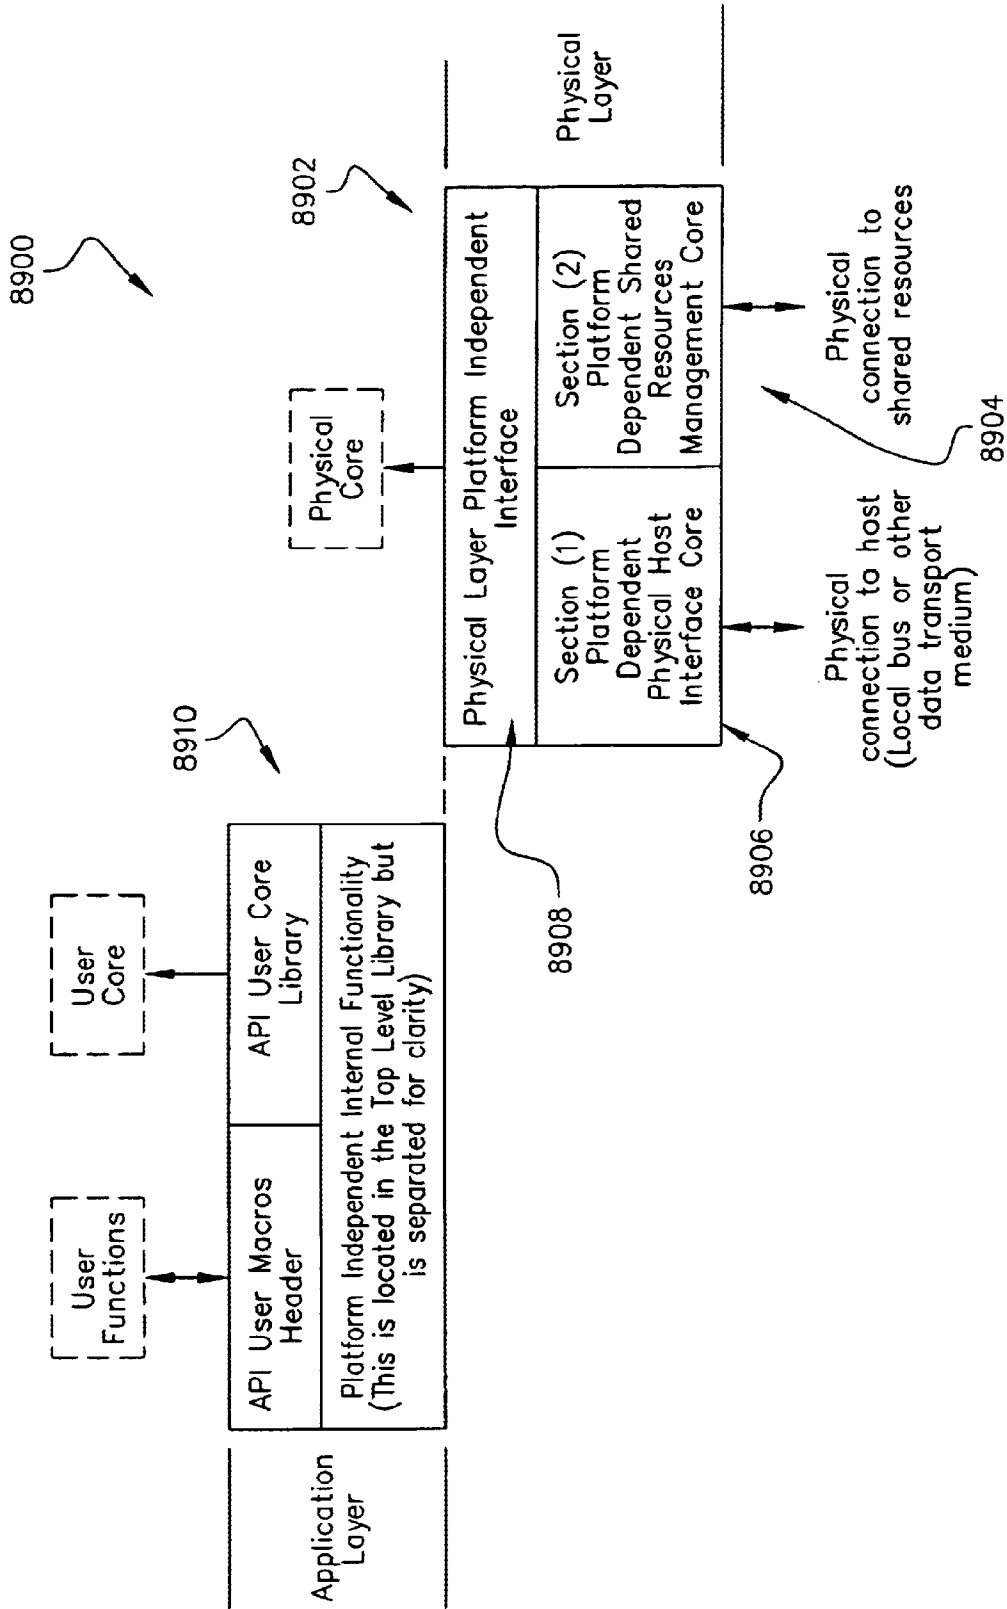 8900
User
Functions
User
Core
8910
Application
Layer
API User Macros
Header
API User Core
Library
Platform Independent Internal Functionality
(This is located in the Top Level Library but
is separated for clarity)
Physical
Core
8902
8908
Physical Layer Platform Independent
Interface
Section (1)
Platform
Dependent
Physical Host
Interface Core
Section (2)
Platform
Dependent Shared
Resources
Management Core
Physical
Layer
8906
Physical
connection to host
(Local bus or other
data transport
medium)
Physical
connection to
shared resources
8904